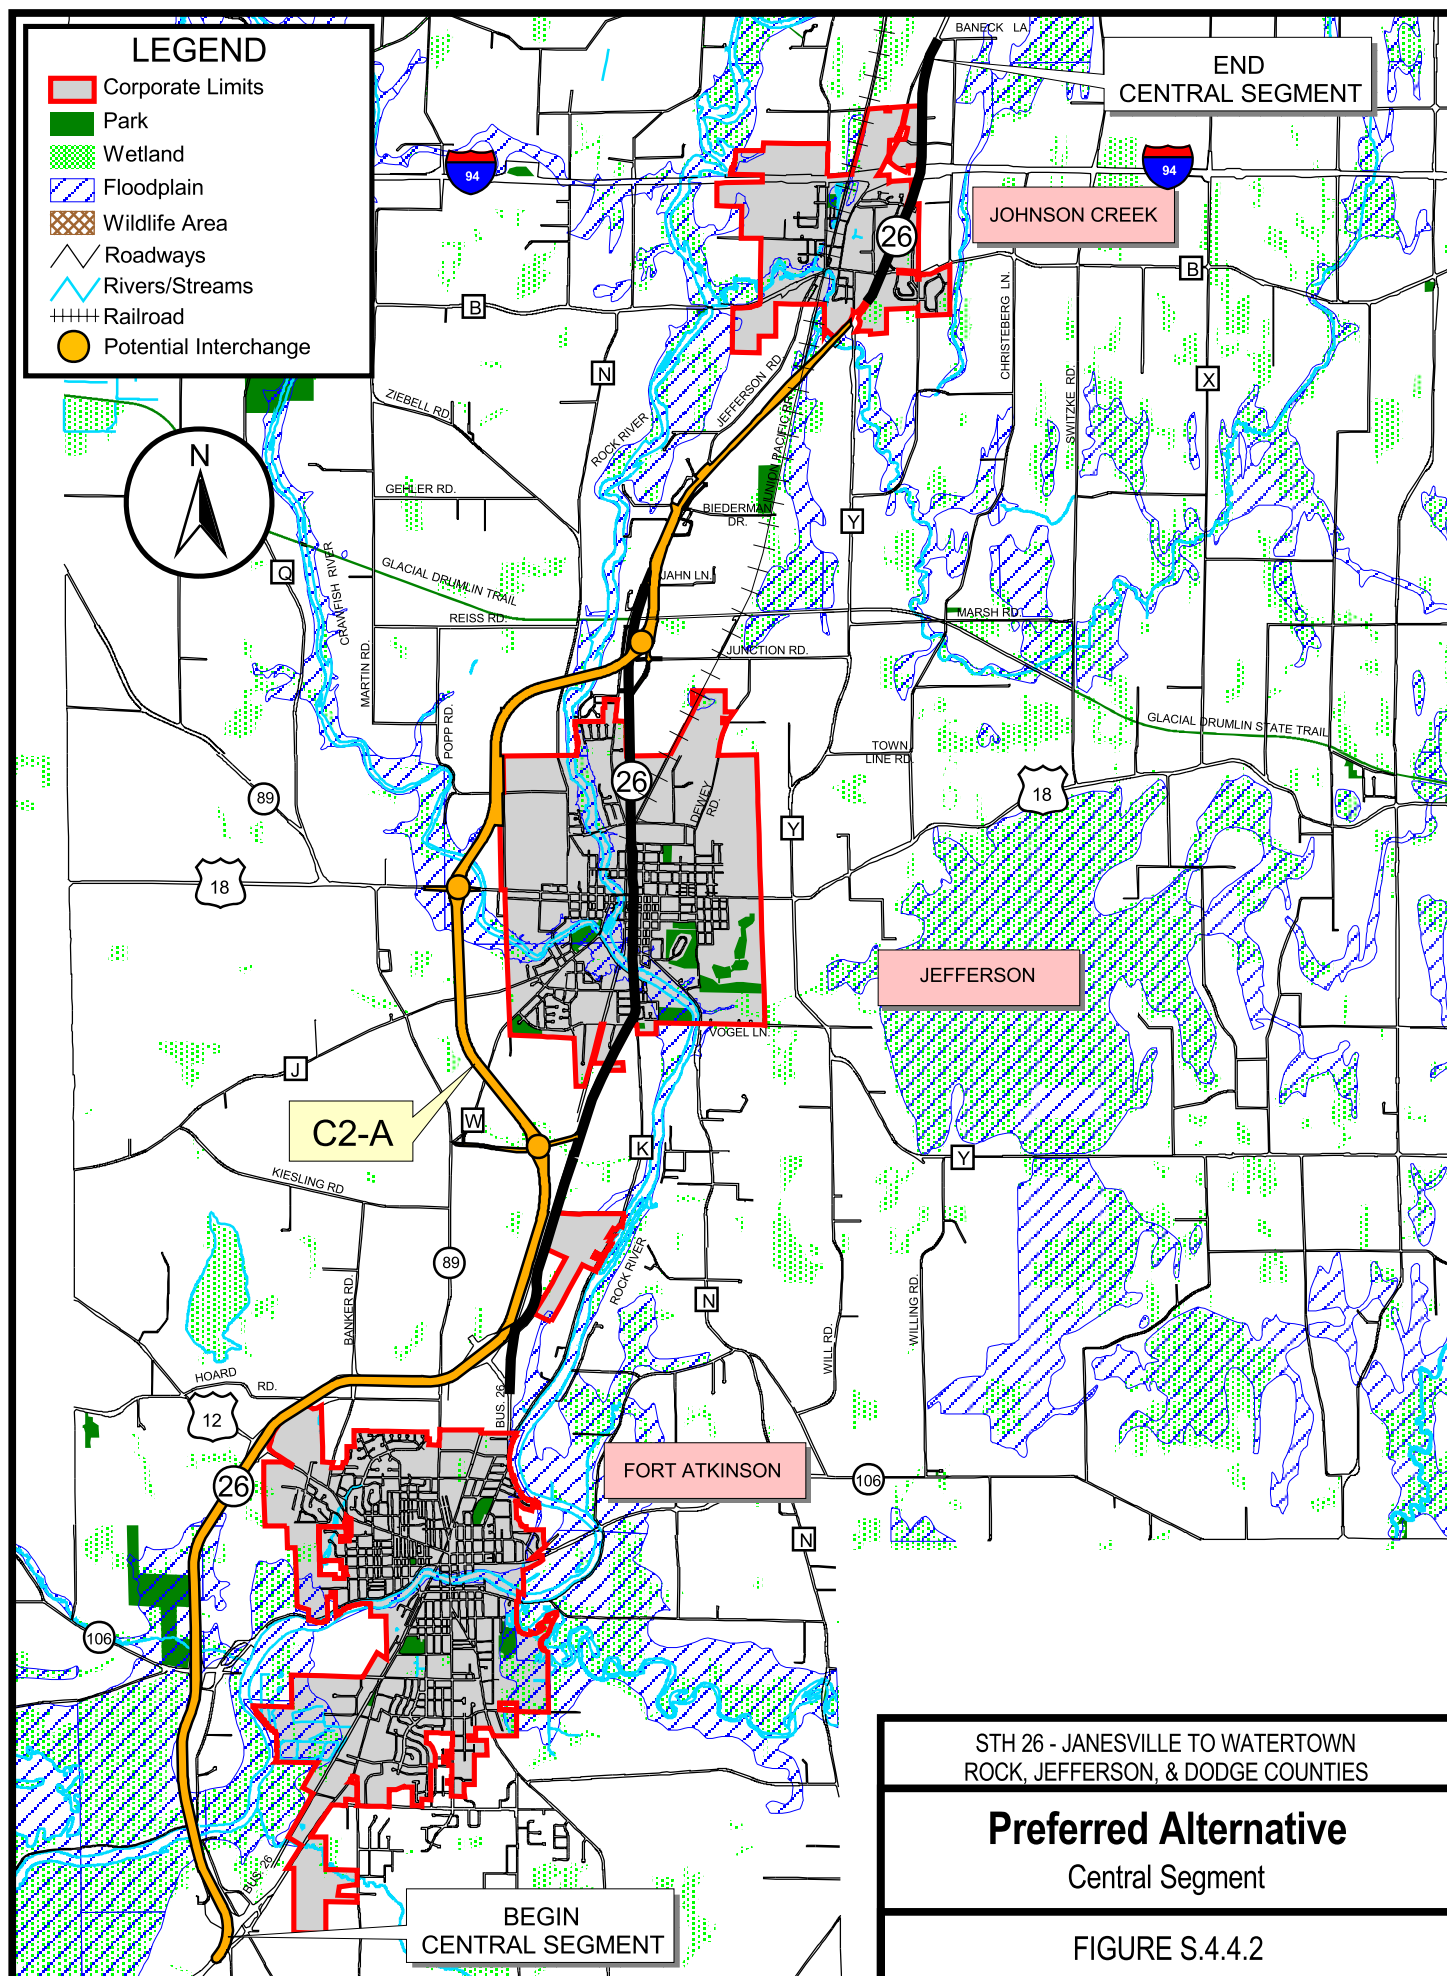 LEGEND
Corporate Limits
Park
Wetland
Floodplain
Wildlife Area
Roadways
Rivers/Streams
Railroad
Potential Interchange
BANECK LA.
END
CENTRAL SEGMENT
94
94
JOHNSON CREEK
26
B
B
CHRISTEBERG LN.
N
X
ZIEBELL RD.
JEFFERSON RD
SWITZKE RD.
ROCK RIVER
UNION PACIFIC RR
N
GEHLER RD.
BIEDERMAN
DR.
Y
Q
CRAWFISH RIVER
GLACIAL DRUMLIN TRAIL
JAHN LN.
REISS RD.
MARSH RD.
MARTIN RD.
JUNCTION RD.
POPP RD.
GLACIAL DRUMLIN STATE TRAIL
TOWN
LINE RD.
26
89
18
DEWEY
RD.
Y
18
JEFFERSON
VOGEL LN.
J
C2-A
W
K
Y
KIESLING RD
89
ROCK RIVER
BANKER RD.
N
WILL RD.
WILLING RD.
HOARD
RD.
BUS. 26
12
26
FORT ATKINSON
106
N
106
BUS. 26
BEGIN
CENTRAL SEGMENT
STH 26 - JANESVILLE TO WATERTOWN
ROCK, JEFFERSON, & DODGE COUNTIES
Preferred Alternative
Central Segment
FIGURE S.4.4.2